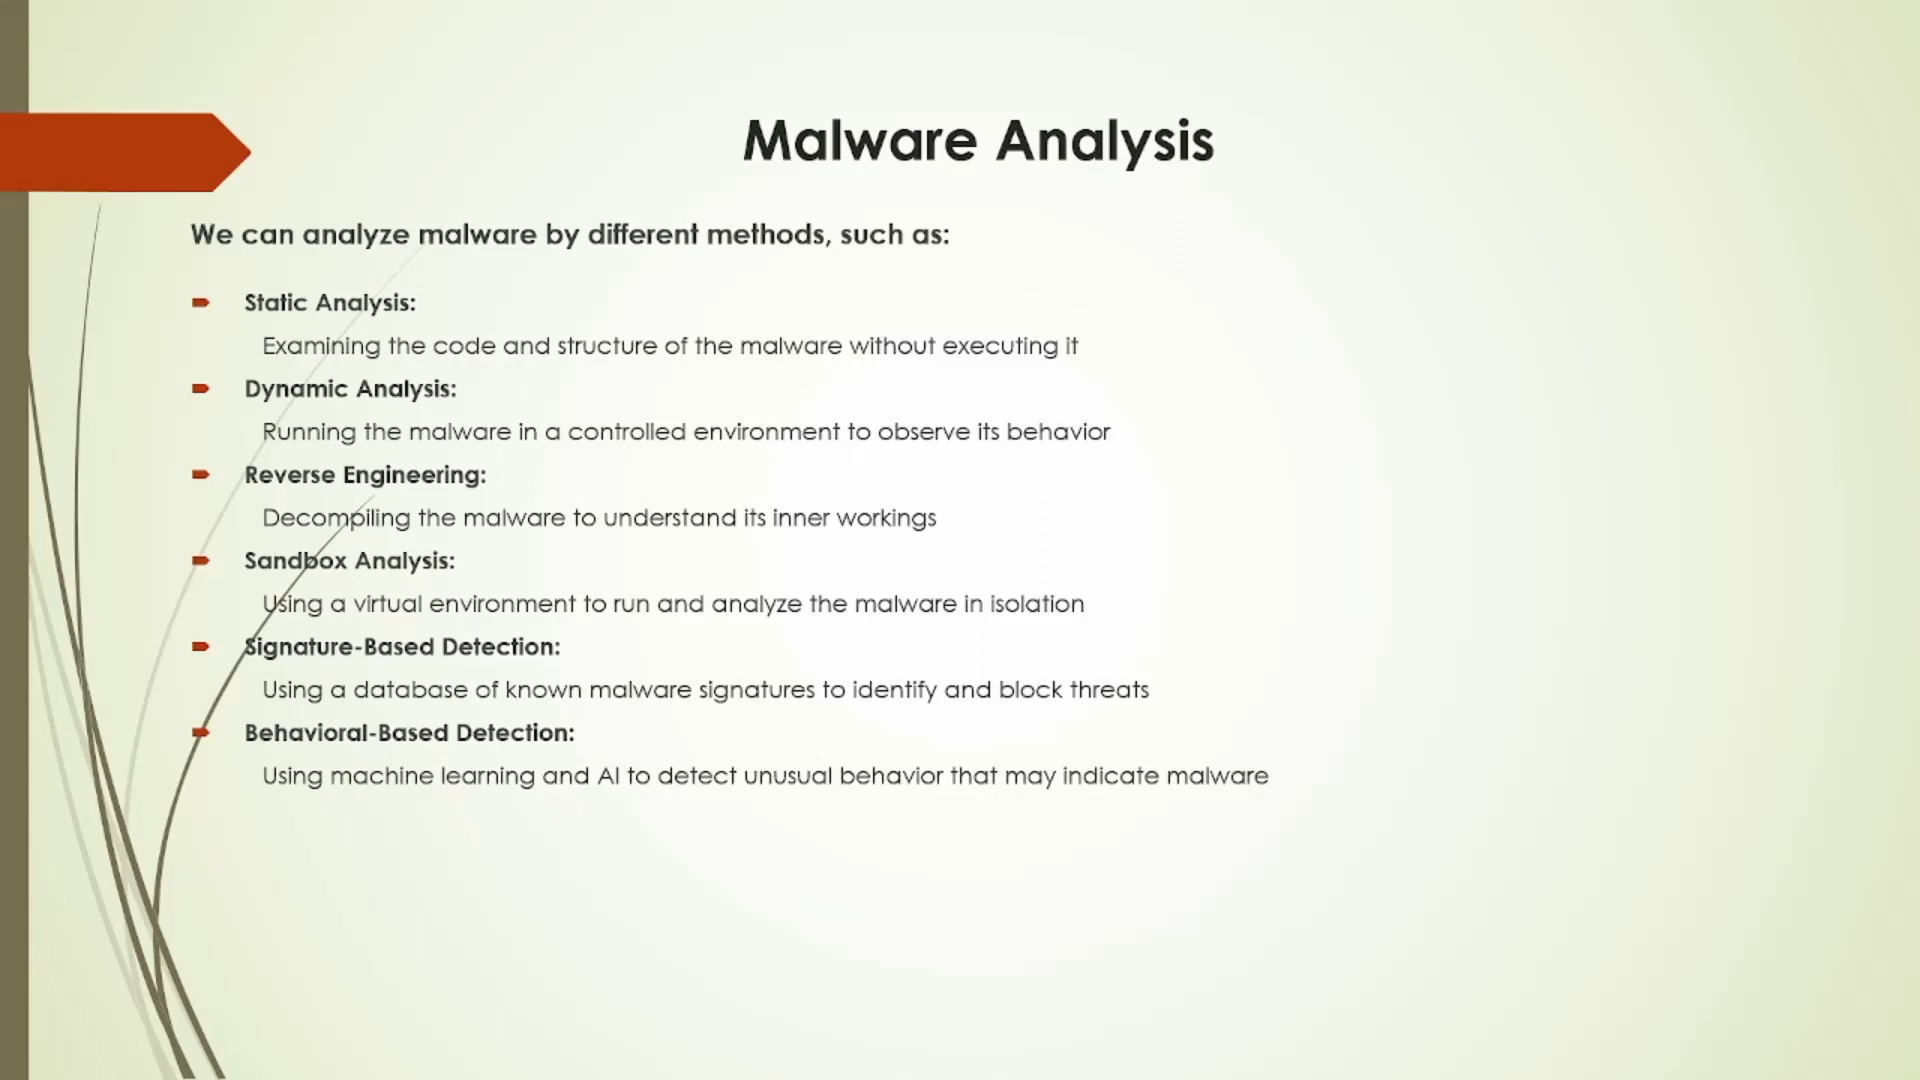 Malware Analysis
We can analyze malware by different methods, such as:
Static Analysis:
Examining the code and structure of the malware without executing it
Dynamic Analysis:
Running the malware in a controlled environment to observe its behavior
Reverse Engineering:
Decompiling the malware to understand its inner workings
Sandbox Analysis:
Using a virtual environment to run and analyze the malware in isolation
Signature-Based Detection:
Using a database of known malware signatures to identify and block threats
Behavioral-Based Detection:
Using machine learning and AI to detect unusual behavior that may indicate malware